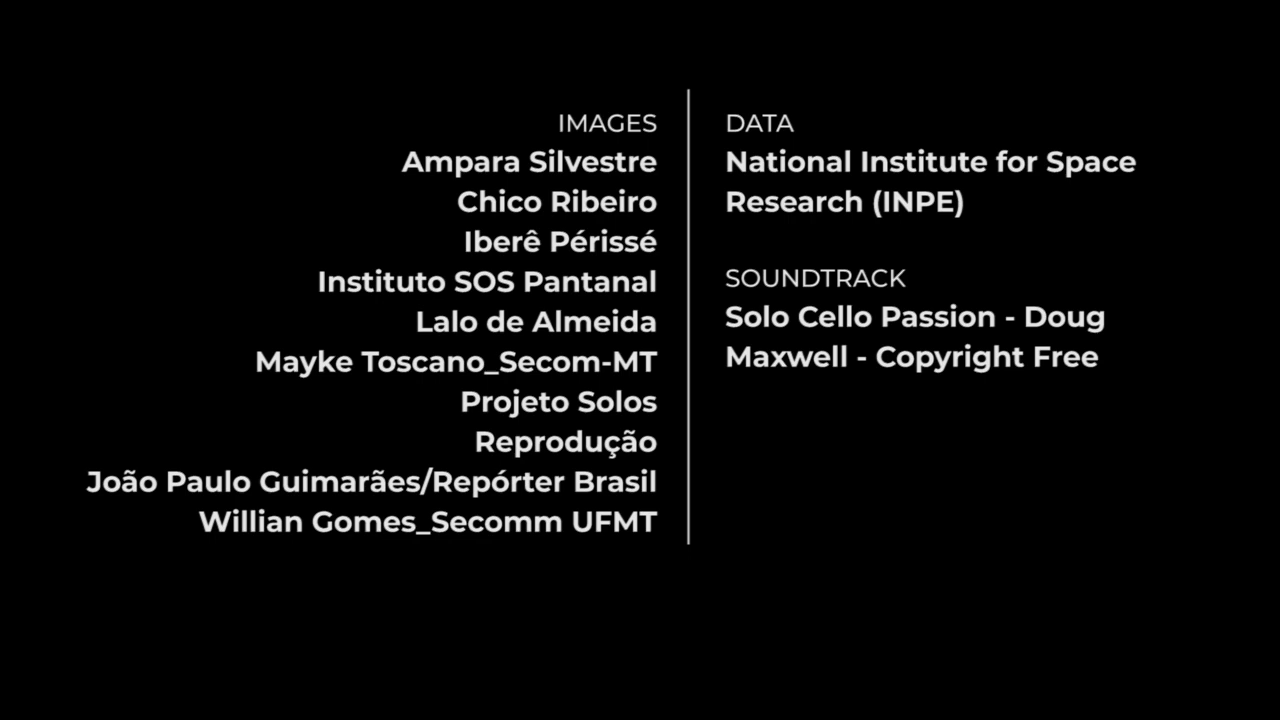 IMAGES
Ampara Silvestre
Chico Ribeiro
Iberê Périssé
Instituto SOS Pantanal
Lalo de Almeida
Mayke Toscano_Secom-MT
Projeto Solos
Reprodução
João Paulo Guimarães/Repórter Brasil
Willian Gomes_Secomm UFMT
DATA
National Institute for Space
Research (INPE)
SOUNDTRACK
Solo Cello Passion - Doug
Maxwell - Copyright Free